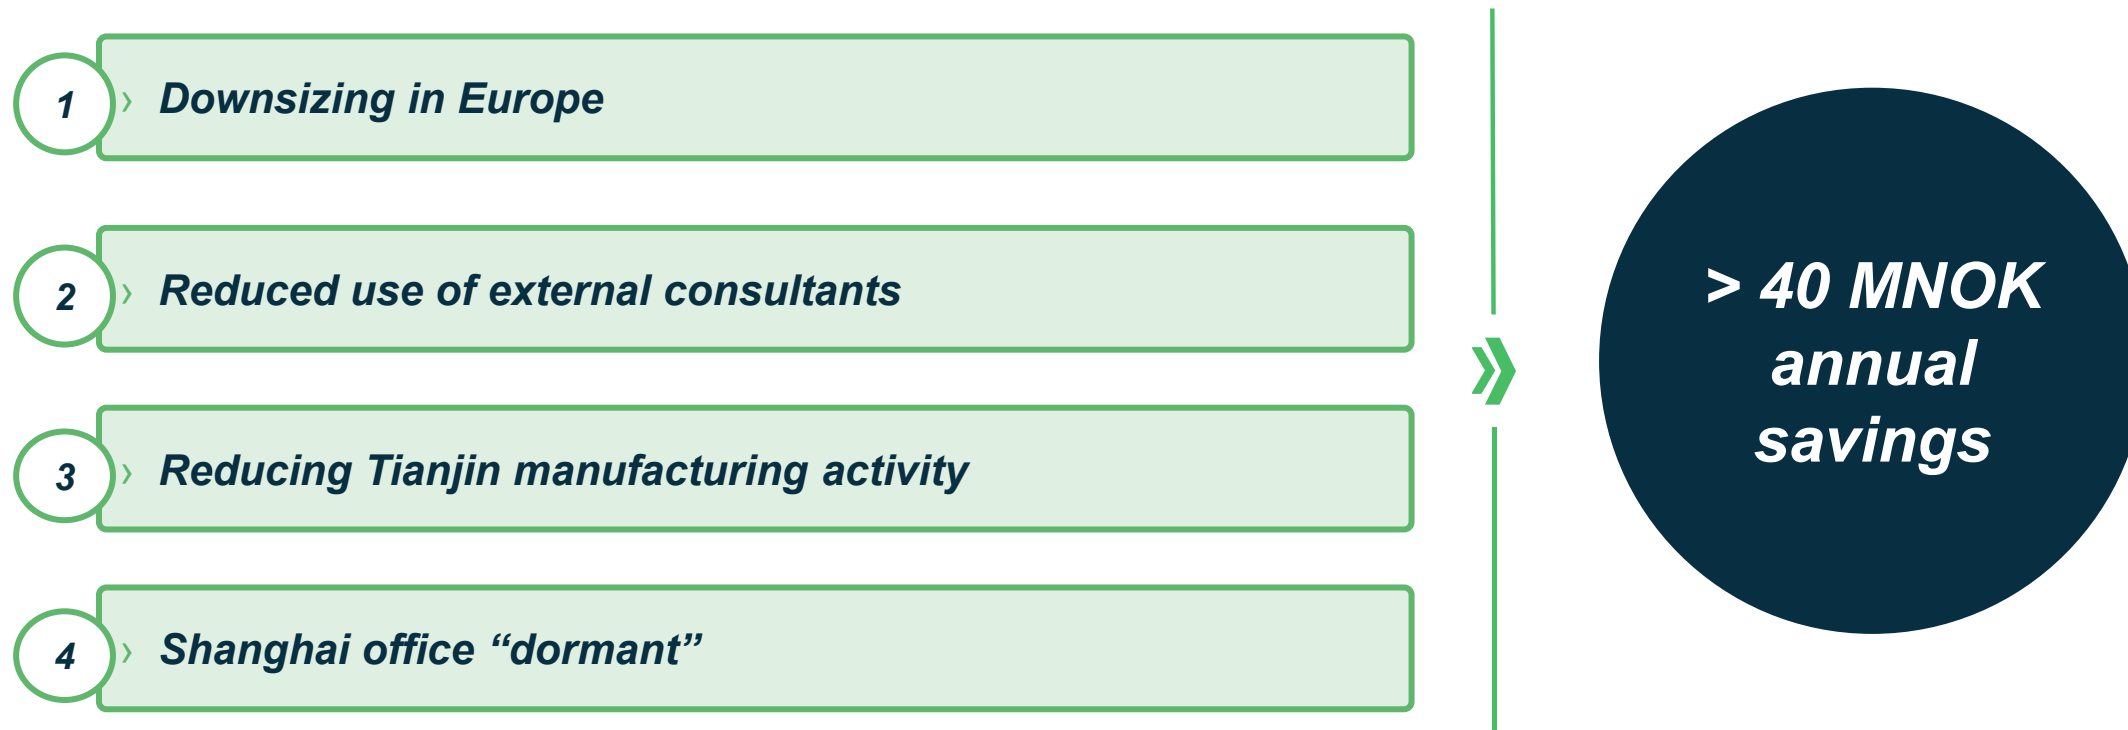 1 › Downsizing in Europe
2 › Reduced use of external consultants
3 › Reducing Tianjin manufacturing activity
4 › Shanghai office “dormant”
> 40 MNOK
annual
savings